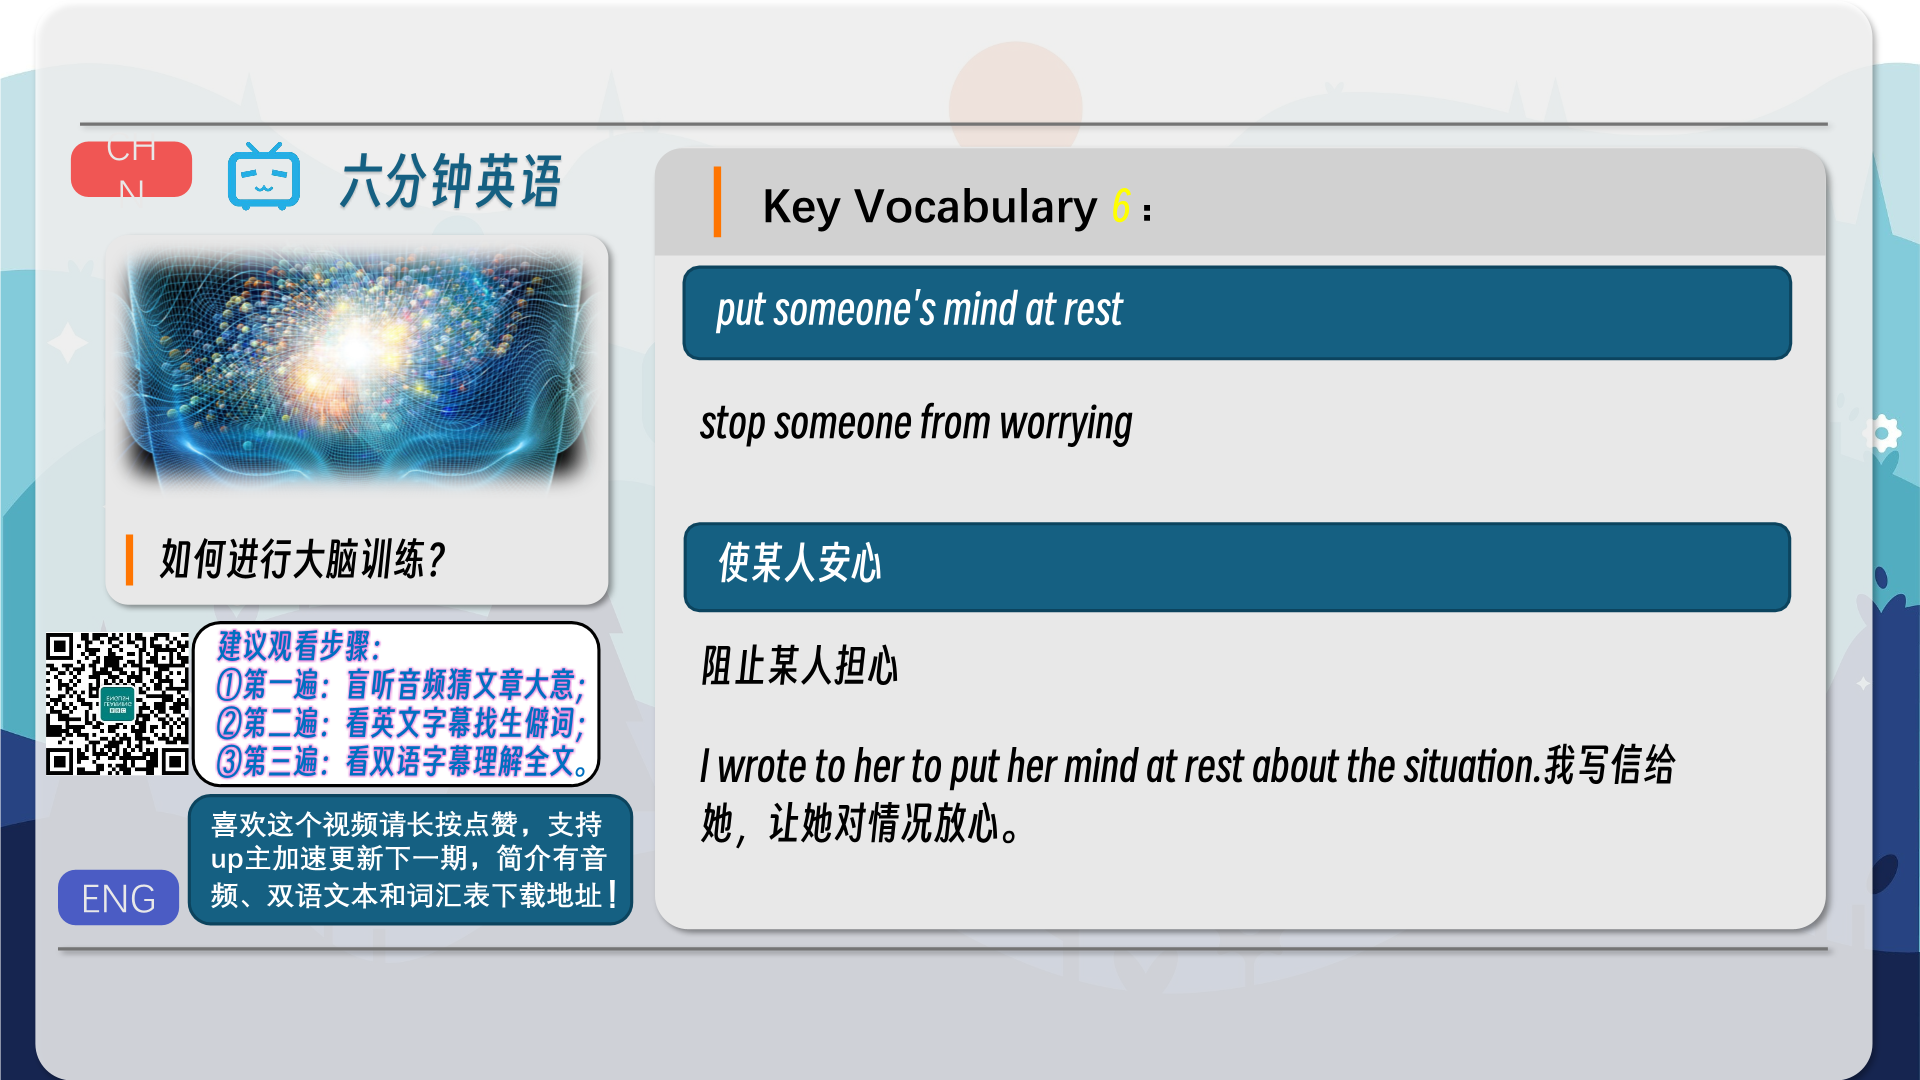 CH
N
六分钟英语
如何进行大脑训练？
建议观看步骤：
①第一遍：盲听音频猜文章大意；
②第二遍：看英文字幕找生僻词；
③第三遍：看双语字幕理解全文。
喜欢这个视频请长按点赞，支持
up主加速更新下一期，简介有音
频、双语文本和词汇表下载地址！
ENG
Key Vocabulary 6：
put someone's mind at rest
stop someone from worrying
使某人安心
阻止某人担心
I wrote to her to put her mind at rest about the situation.我写信给
她，让她对情况放心。